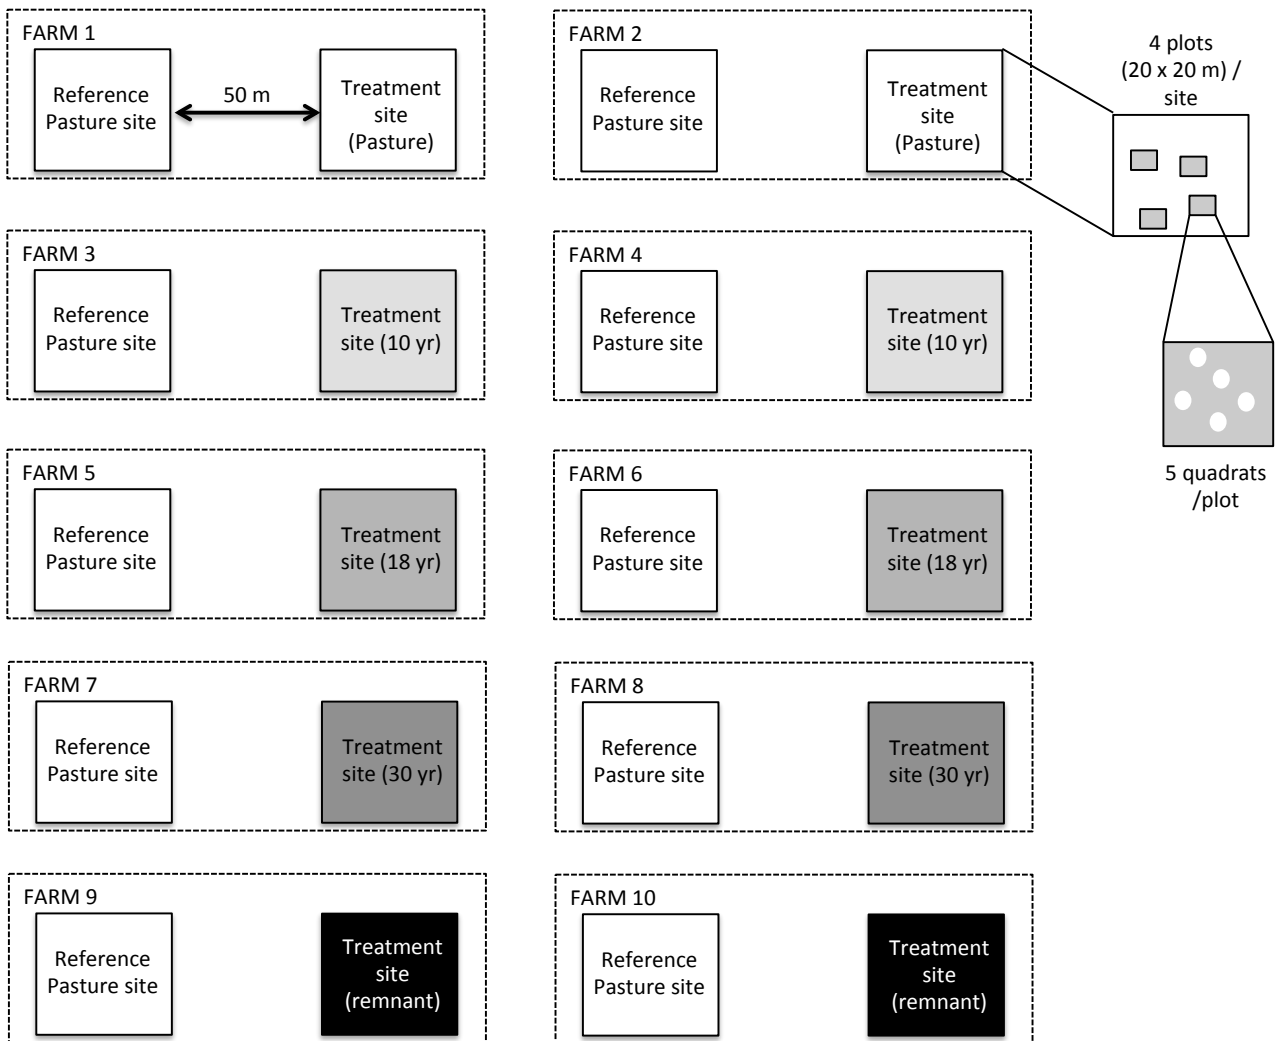 FARM 1
Reference
Pasture site
50 m
Treatment
site
(Pasture)
FARM 2
Reference
Pasture site
Treatment
site
(Pasture)
4 plots
(20 x 20 m) /
site
5 quadrats
/plot
FARM 3
Reference
Pasture site
Treatment
site (10 yr)
FARM 4
Reference
Pasture site
Treatment
site (10 yr)
FARM 5
Reference
Pasture site
Treatment
site (18 yr)
FARM 6
Reference
Pasture site
Treatment
site (18 yr)
FARM 7
Reference
Pasture site
Treatment
site (30 yr)
FARM 8
Reference
Pasture site
Treatment
site (30 yr)
FARM 9
Reference
Pasture site
Treatment
site
(remnant)
FARM 10
Reference
Pasture site
Treatment
site
(remnant)